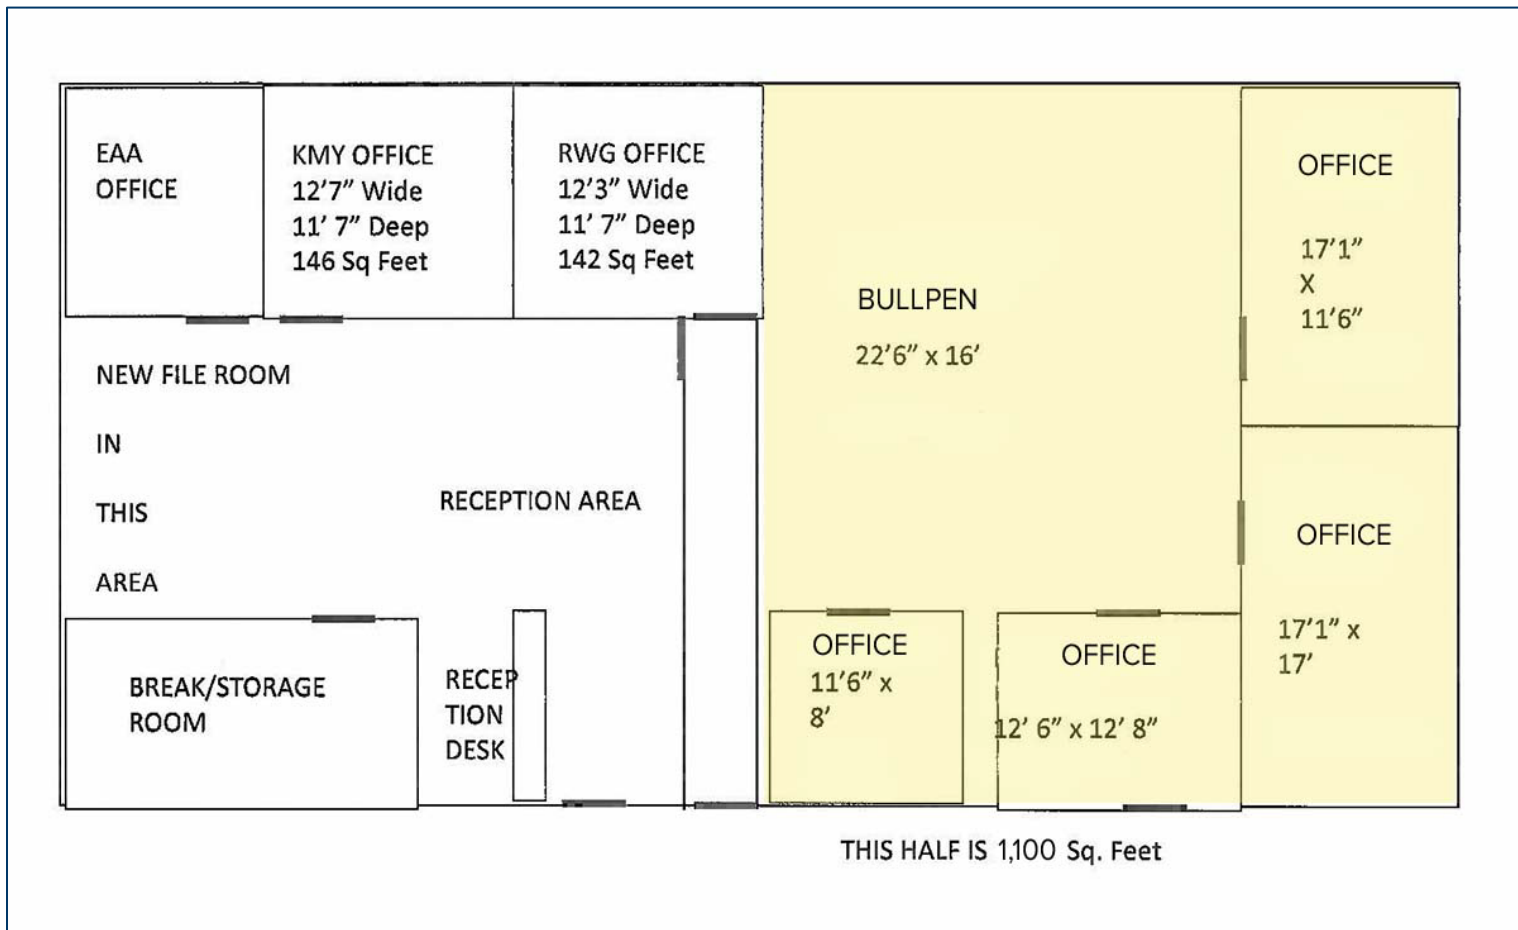 EAA
OFFICE
KMY OFFICE
12’7” Wide
11’ 7” Deep
146 Sq Feet
RWG OFFICE
12’3” Wide
11’ 7” Deep
142 Sq Feet
BULLPEN
22’6” x 16’
OFFICE
17’1”
X
11’6”
NEW FILE ROOM
IN
THIS
AREA
RECEPTION AREA
OFFICE
17’1” x
17’
BREAK/STORAGE
ROOM
RECEP
TION
DESK
OFFICE
11’6” x
8’
OFFICE
12’ 6” x 12’ 8”
THIS HALF IS 1,100 Sq. Feet